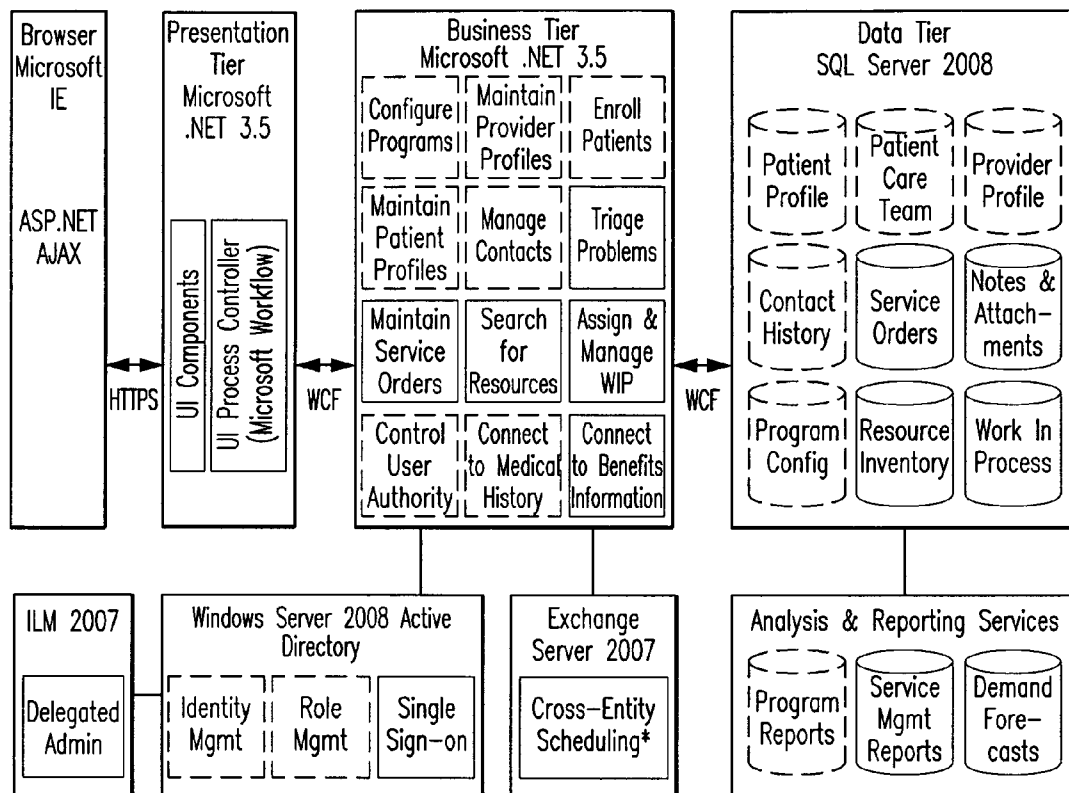 Browser
Microsoft
IE
ASP.NET
AJAX
HTTPS
Presentation
Tier
Microsoft
.NET 3.5
UI Components
UI Process Controller
(Microsoft Workflow)
WCF
Business Tier
Microsoft .NET 3.5
Configure
Programs
Maintain
Provider
Profiles
Enroll
Patients
Maintain
Patient
Profiles
Manage
Contacts
Triage
Problems
Maintain
Service
Orders
Search
for
Resources
Assign &
Manage
WIP
Control
User
Authority
Connect
to Medical
History
Connect
to Benefits
Information
WCF
Data Tier
SQL Server 2008
Patient
Profile
Patient
Care
Team
Provider
Profile
Contact
History
Service
Orders
Notes &
Attach-
ments
Program
Config
Resource
Inventory
Work In
Process
ILM 2007
Delegated
Admin
Windows Server 2008 Active
Directory
Identity
Mgmt
Role
Mgmt
Single
Sign-on
Exchange
Server 2007
Cross-Entity
Scheduling*
Analysis & Reporting Services
Program
Reports
Service
Mgmt
Reports
Demand
Fore-
casts